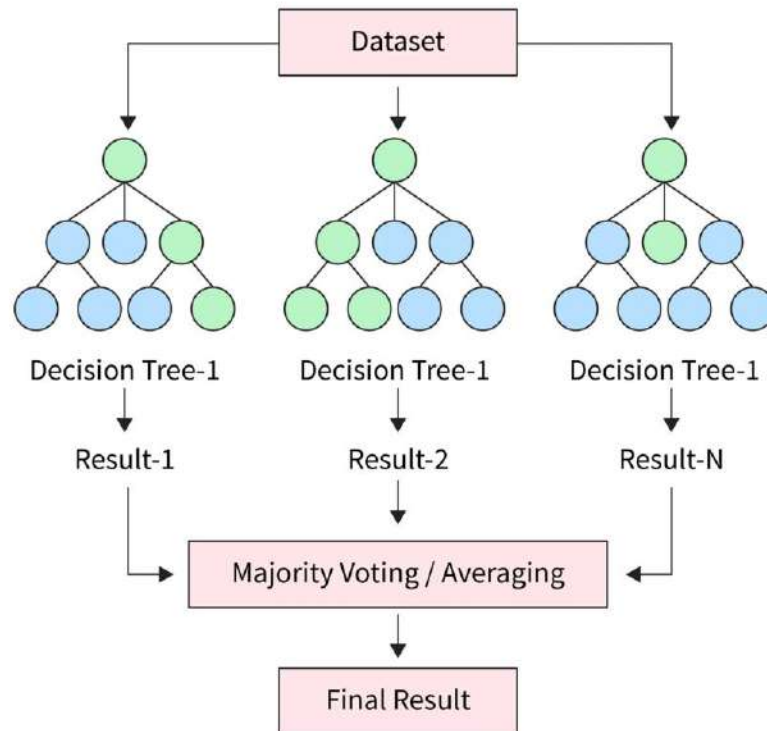 Dataset
Decision Tree-1
Decision Tree-1
Decision Tree-1
Result-1
Result-2
Result-N
Majority Voting / Averaging
Final Result